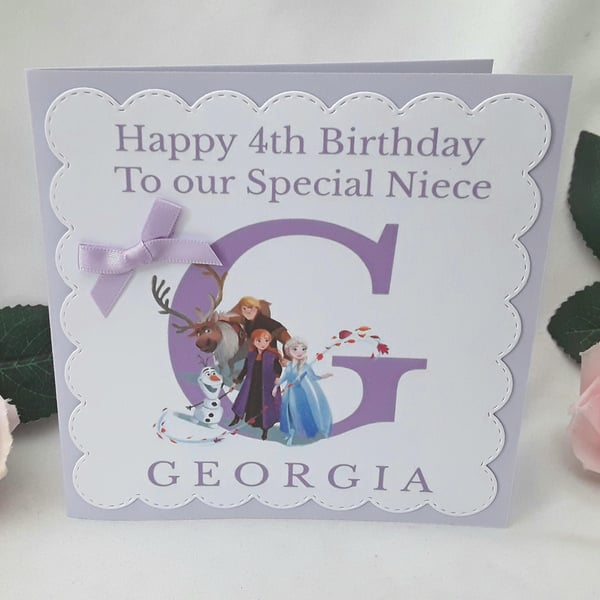 Happy 4th Birthday
To our Special Niece
G
GEORGIA